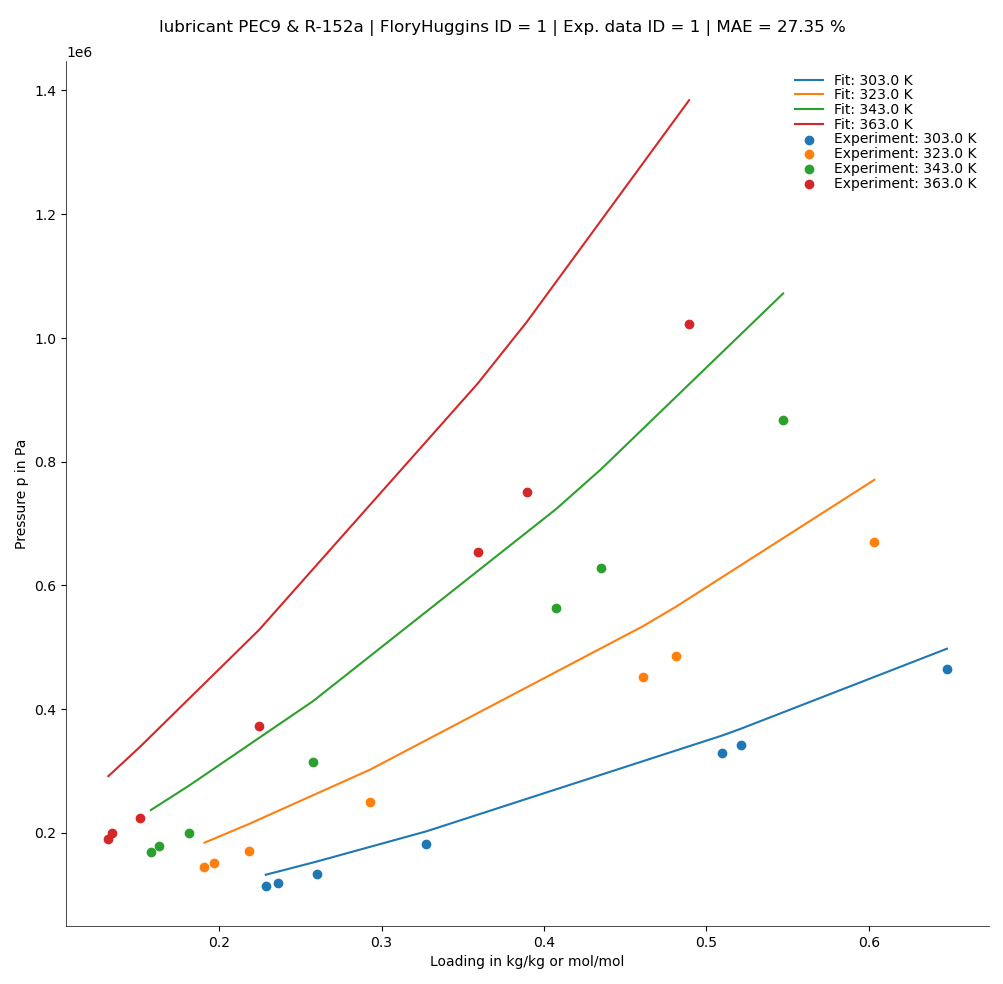 lubricant PEC9 & R-152a | FloryHuggins ID = 1 | Exp. data ID = 1 | MAE = 27.35 %
1e6
Fit: 303.0 K
Fit: 323.0 K
Fit: 343.0 K
Fit: 363.0 K
Experiment: 303.0 K
Experiment: 323.0 K
Experiment: 343.0 K
Experiment: 363.0 K
1.4
1.2
1.0
0.8
0.6
0.4
0.2
Pressure p in Pa
0.2 0.3 0.4 0.5 0.6
Loading in kg/kg or mol/mol